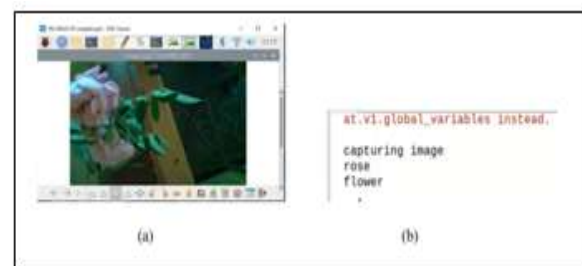 at.v1.global_variables instead.
capturing image
rose
flower
(a)
(b)